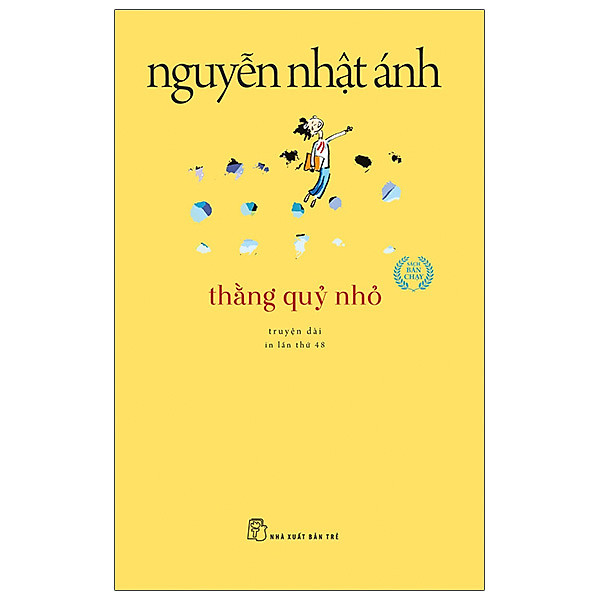 nguyễn nhật ánh
SÁCH
BÁN
CHẠY
thằng quỷ nhỏ
truyện dài
in lần thứ 48
NHÀ XUẤT BẢN TRẺ